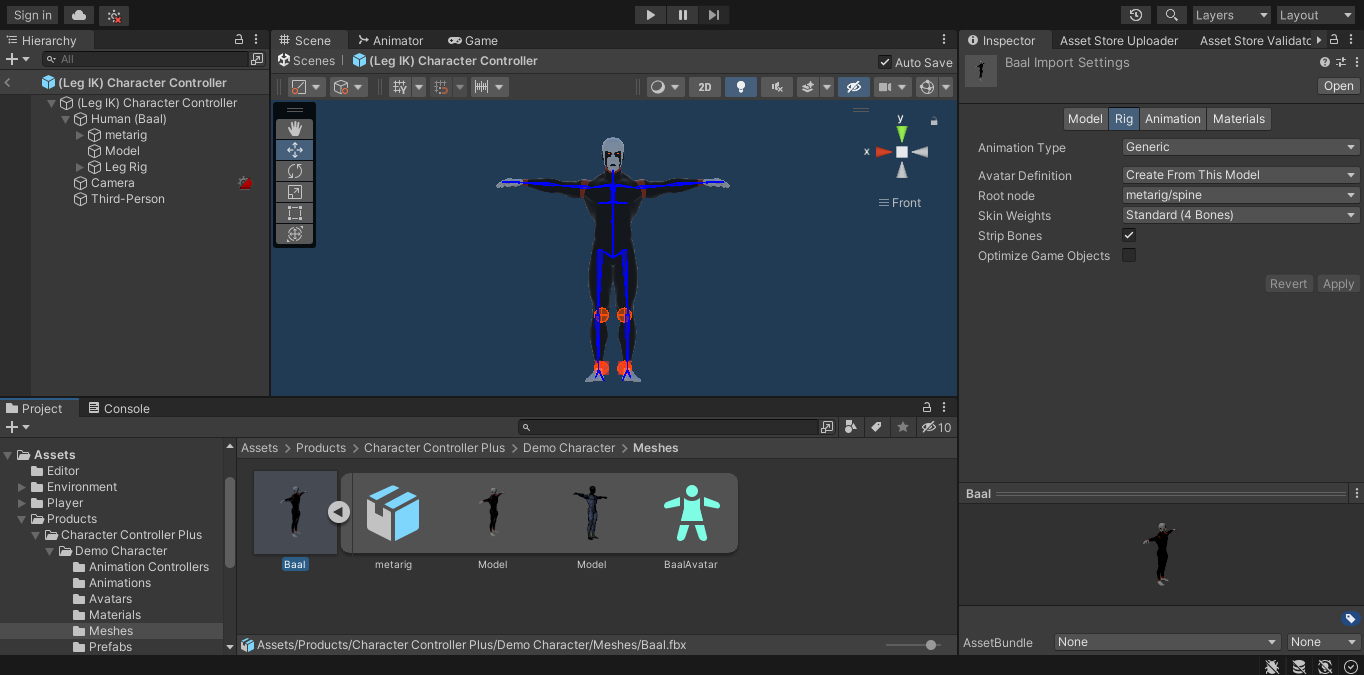 Sign in
Layers
Layout
Hierarchy
All
(Leg IK) Character Controller
(Leg IK) Character Controller
Human (Baal)
metarig
Model
Leg Rig
Camera
Third-Person
Scene
Animator
Game
Scenes
(Leg IK) Character Controller
Auto Save
2D
y
x
Front
Inspector
Asset Store Uploader
Asset Store Validato
Baal Import Settings
Open
Model
Rig
Animation
Materials
Animation Type
Generic
Avatar Definition
Create From This Model
Root node
metarig/spine
Skin Weights
Standard (4 Bones)
Strip Bones
Optimize Game Objects
Revert
Apply
Project
Console
10
Assets
Editor
Environment
Player
Products
Character Controller Plus
Demo Character
Animation Controllers
Animations
Avatars
Materials
Meshes
Prefabs
Assets > Products > Character Controller Plus > Demo Character > Meshes
Baal
metarig
Model
Model
BaalAvatar
Assets/Products/Character Controller Plus/Demo Character/Meshes/Baal.fbx
Baal
AssetBundle
None
None